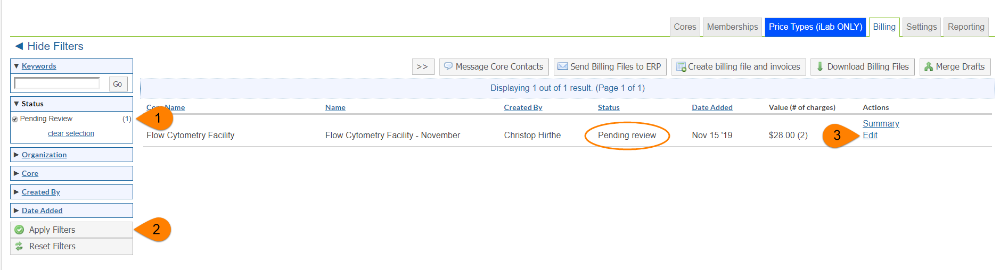 Cores Memberships Price Types (iLab ONLY) Billing Settings Reporting
Hide Filters
Keywords
Go
Status
Pending Review (1)
clear selection
Organization
Core
Created By
Date Added
Apply Filters
Reset Filters
1
2
>> Message Core Contacts Send Billing Files to ERP Create billing file and invoices Download Billing Files Merge Drafts
Displaying 1 out of 1 result. (Page 1 of 1)
Name Name Created By Status Date Added Value (# of charges) Actions
Summary
Flow Cytometry Facility Flow Cytometry Facility - November Christop Hirthe Pending review Nov 15 '19 $28.00 (2) 3 Edit